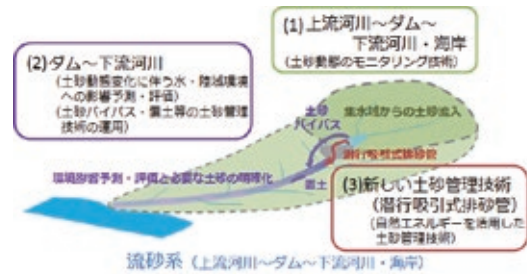 (1)上流河川～ダム～
下流河川・海岸
(土砂動態のモニタリング技術)
(2)ダム～下流河川
(土砂動態変化に伴う水・陸域環境
への影響予測・評価)
(土砂バイパス・置土等の土砂管理
技術の運用)
土砂
バイパス
集水域からの土砂流入
潜行吸引式排砂管
環境影響予測・評価と必要な土砂の明確化
置土
(3)新しい土砂管理技術
(潜行吸引式排砂管)
(自然エネルギーを活用した
土砂管理技術)
流砂系（上流河川～ダム～下流河川・海岸）